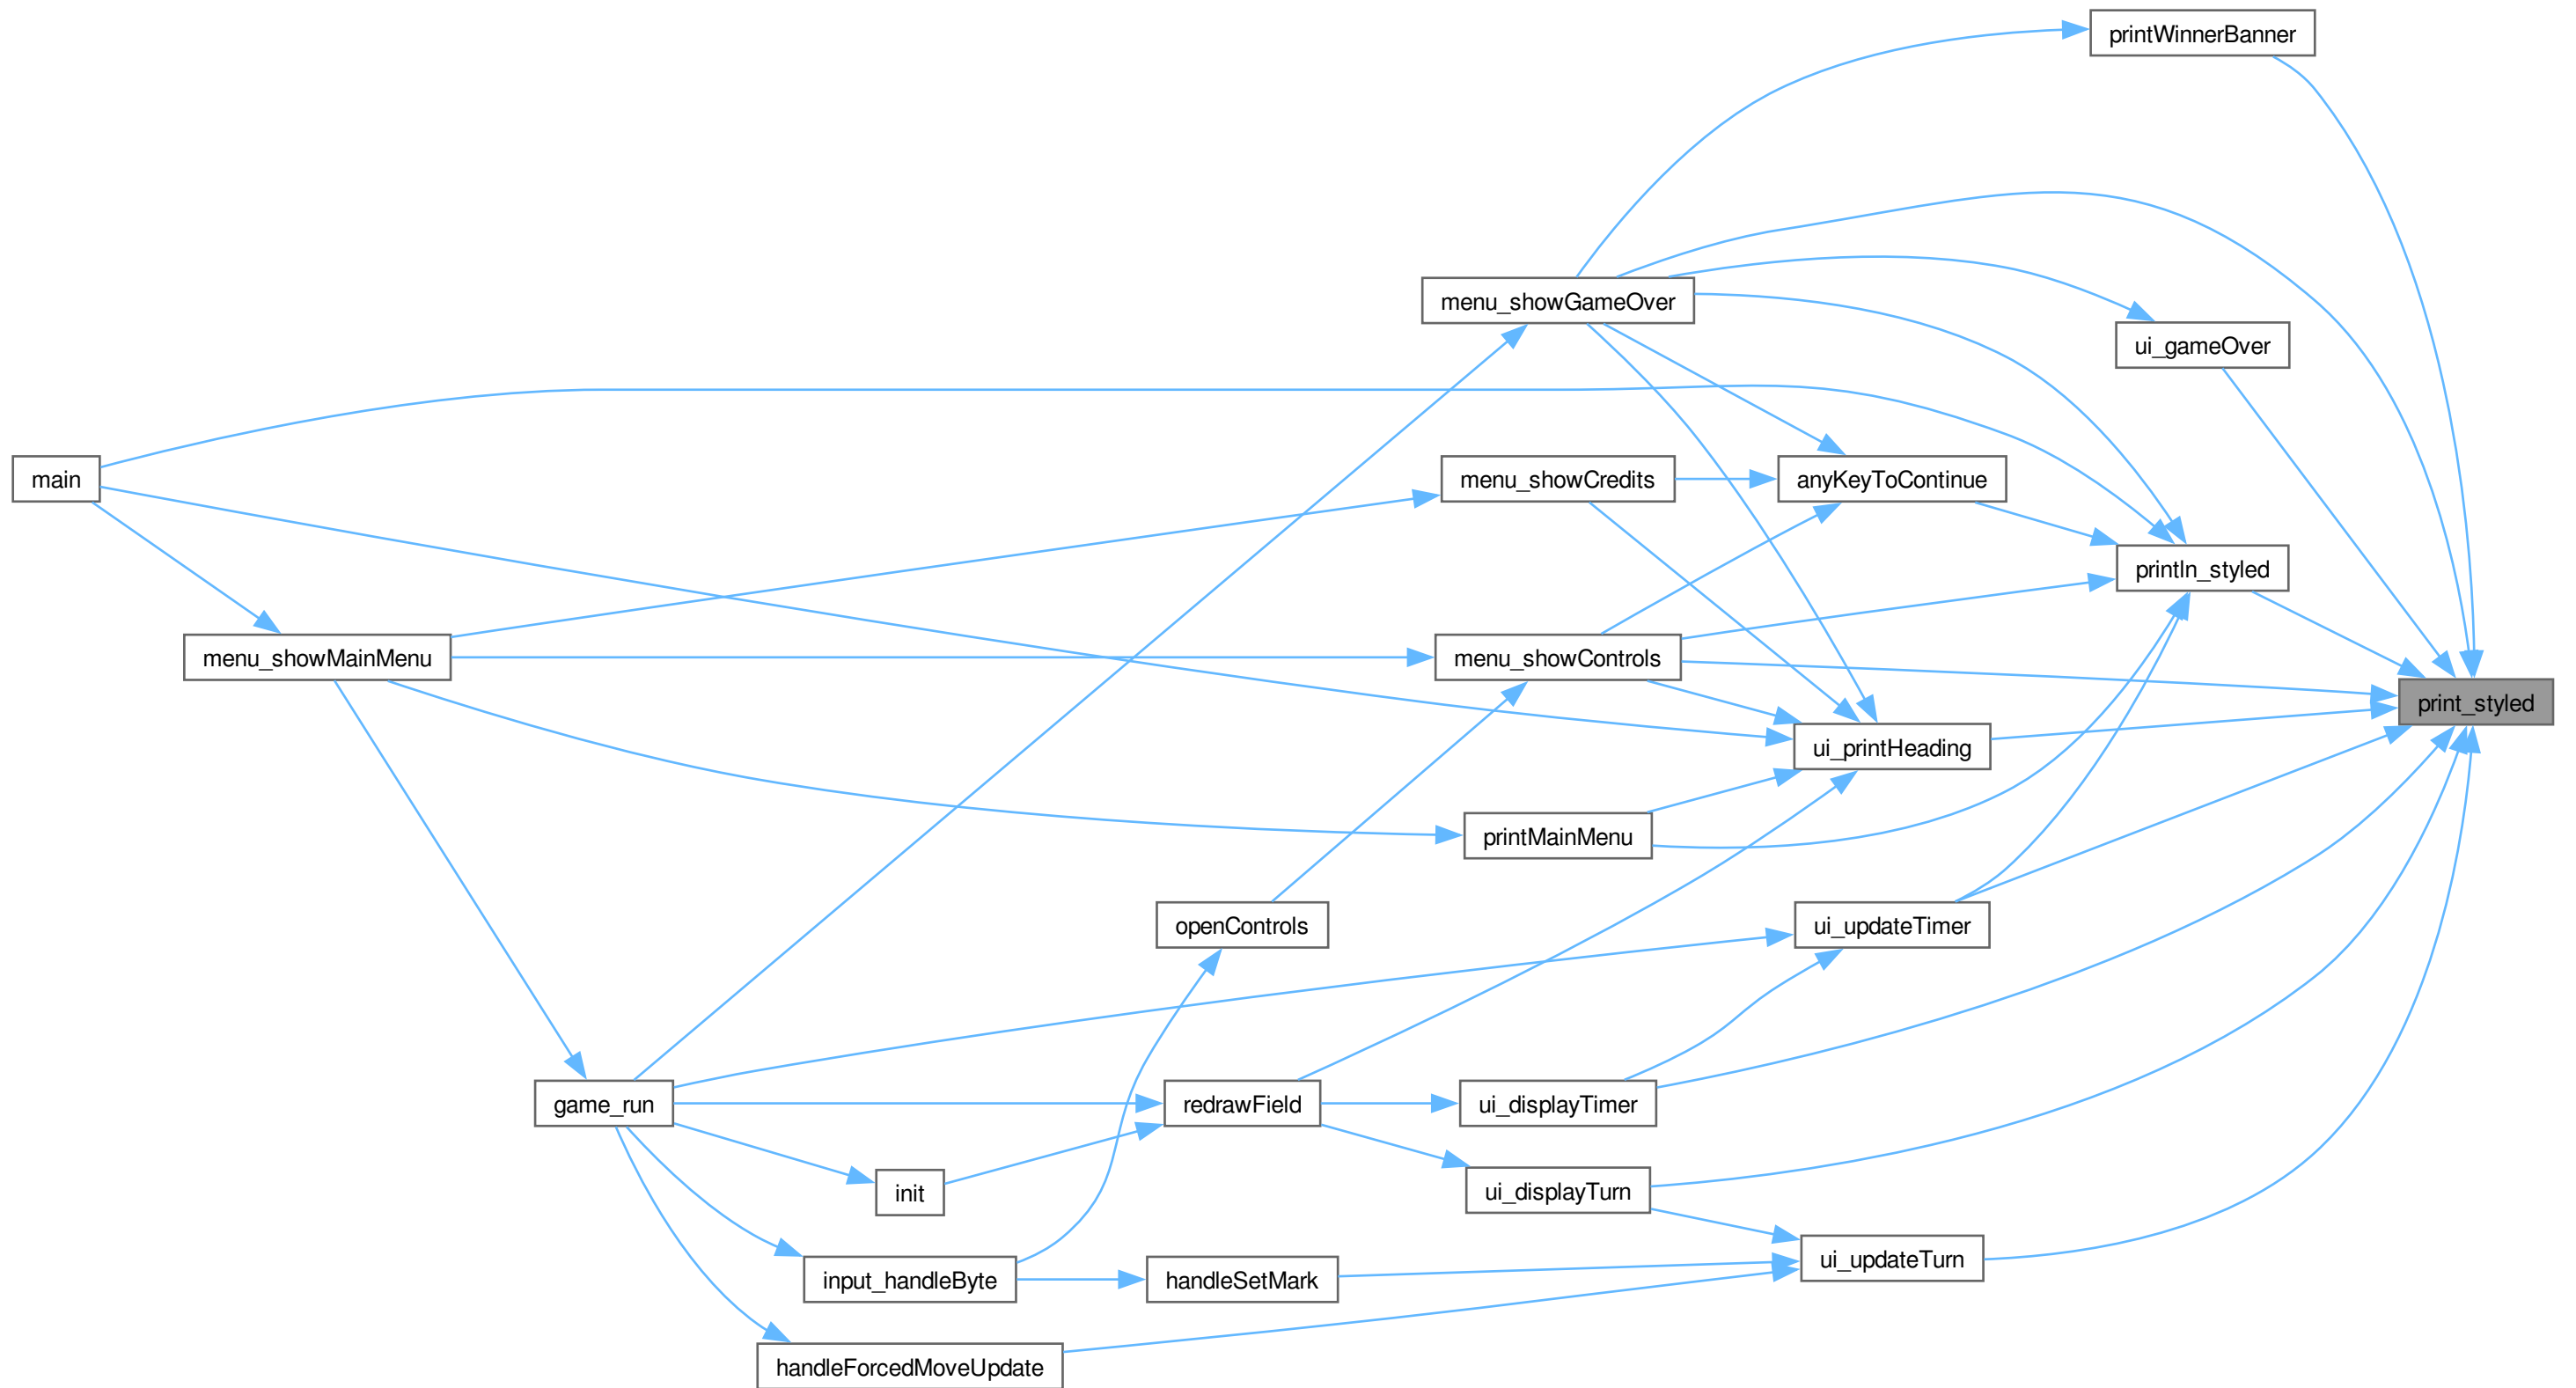 printWinnerBanner
menu_showGameOver
ui_gameOver
main
menu_showCredits
anyKeyToContinue
println_styled
menu_showMainMenu
menu_showControls
print_styled
ui_printHeading
printMainMenu
openControls
ui_updateTimer
game_run
redrawField
ui_displayTimer
init
ui_displayTurn
ui_updateTurn
input_handleByte
handleSetMark
handleForcedMoveUpdate